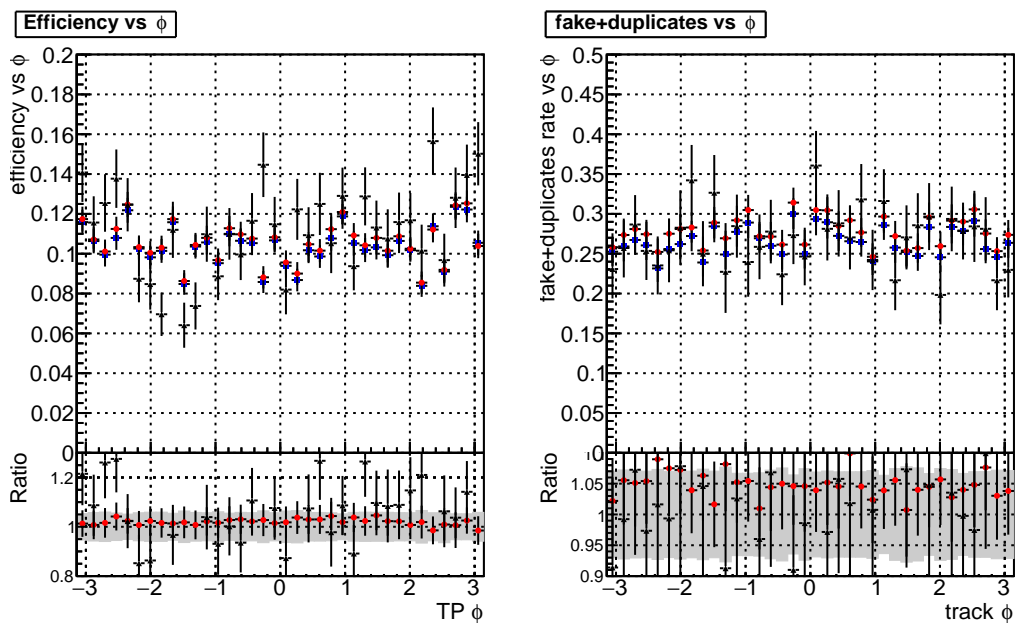 Efficiency vs ϕ
efficiency vs ϕ
0.2
0.18
0.16
0.14
0.12
0.1
0.08
0.06
0.04
0.02
0
Ratio
1.2
1
0.8
−3 −2 −1 0 1 2 3
TP ϕ
fake+duplicates vs ϕ
fake+duplicates rate vs ϕ
0.5
0.45
0.4
0.35
0.3
0.25
0.2
0.15
0.1
0.05
0
Ratio
1.05
1
0.95
0.9
−3 −2 −1 0 1 2 3
track ϕ